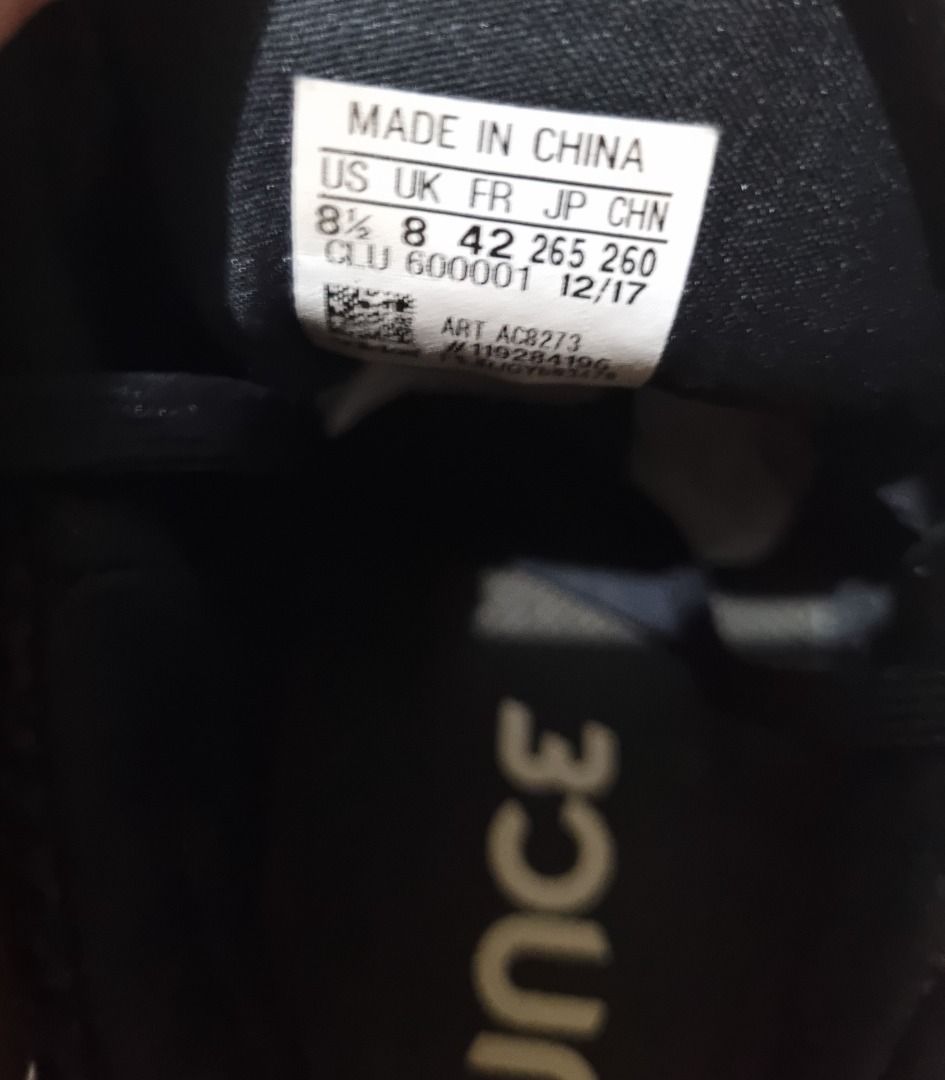 MADE IN CHINA
US UK FR JP CHN
8½ 8 42 265 260
CLU 600001 12/17
ART AC8273
#119284196
UNCE